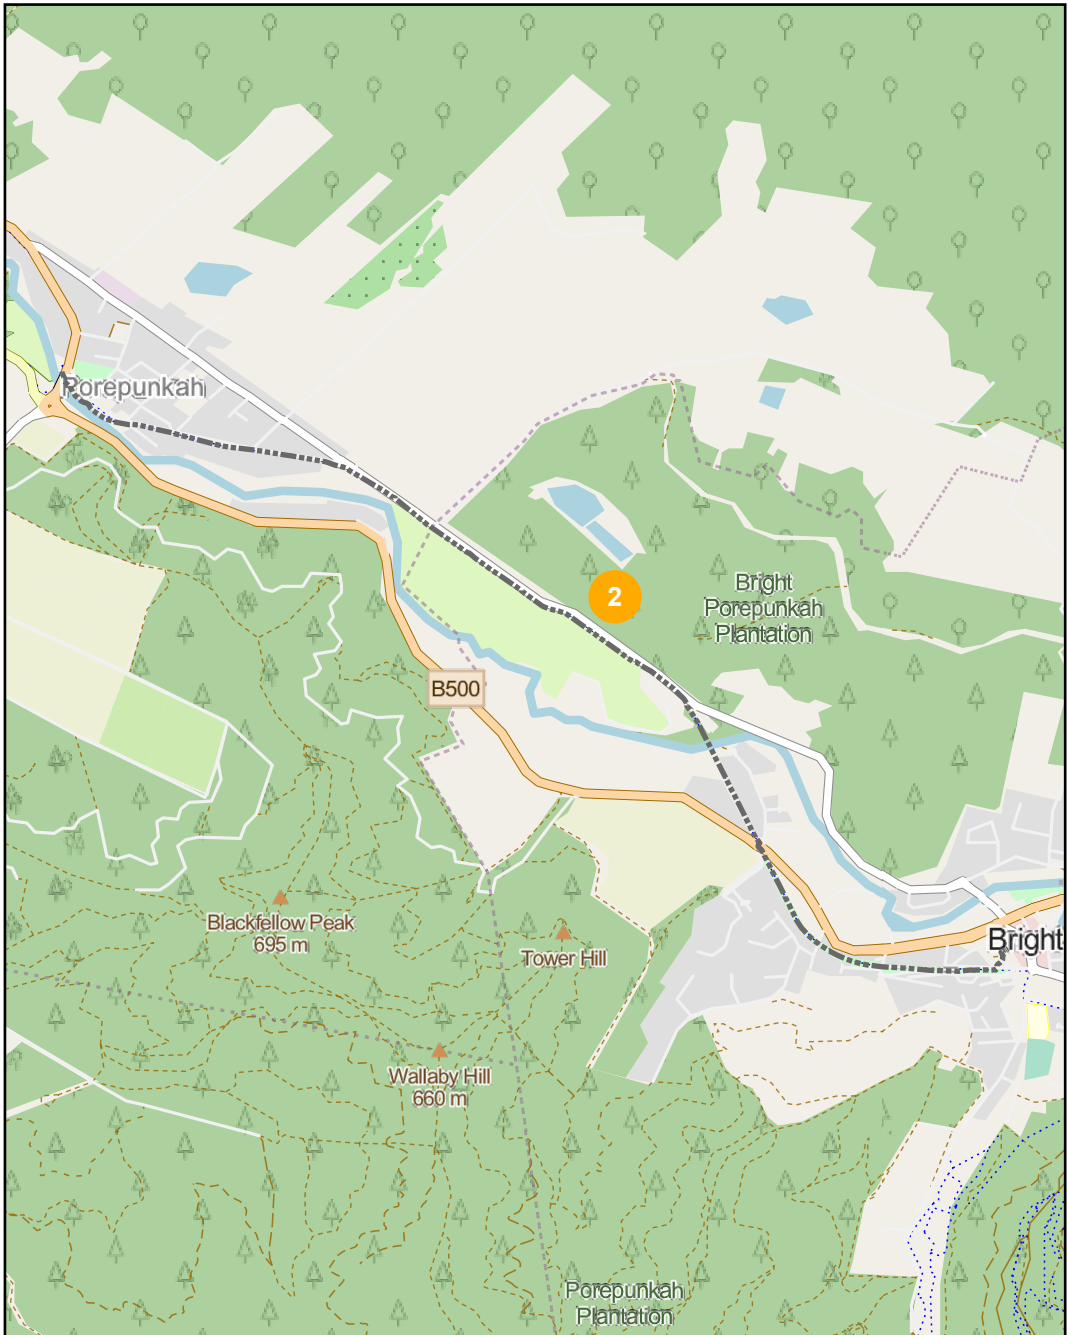 Porepunkah
2
Bright
Porepunkah
Plantation
B500
Blackfellow Peak
695 m
Tower Hill
Bright
Wallaby Hill
660 m
Porepunkah
Plantation